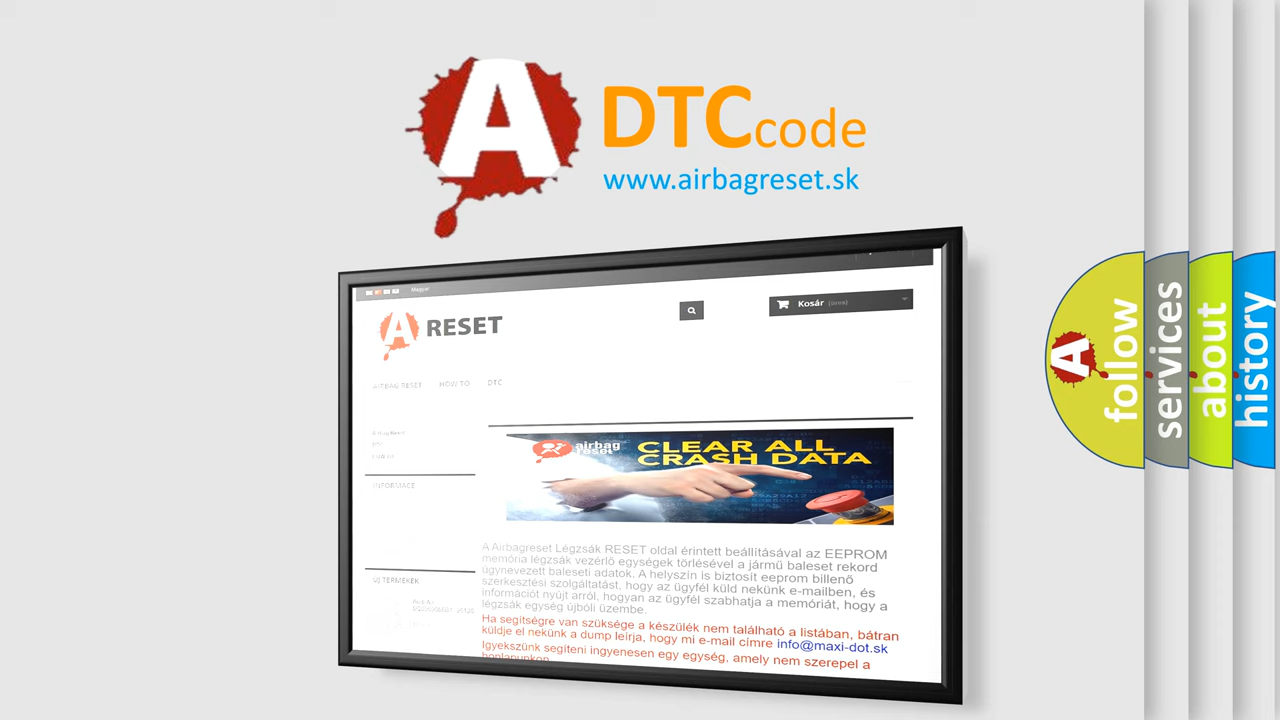 A DTCcode
www.airbagreset.sk
Magyar
A RESET
Kosár (üres)
AIRBAG RESET HOW TO DTC
DTC
INFORMACE
airbag
reset
CLEAR ALL
CRASH DATA
A Airbagreset Légzsák RESET oldal érintett beállításával az EEPROM
memória légzsák vezérlő egységek törlésével a jármű baleset rekord
úgynevezett baleseti adatok. A helyszín is biztosít eeprom billenő
szerkesztési szolgáltatást, hogy az ügyfél küld nekünk e-mailben, és
információt nyújt arról, hogyan az ügyfél szabhatja a memóriát, hogy a
légzsák egység újbóli üzembe.
Ha segítségre van szüksége a készülék nem található a listában, bátran
küldje el nekünk a dump leírja, hogy mi e-mail címre info@maxi-dot.sk
Igyekszünk segíteni ingyenesen egy egység, amely nem szerepel a
honlapunkon
ÚJ TERMÉKEK
A
follow
services
about
history